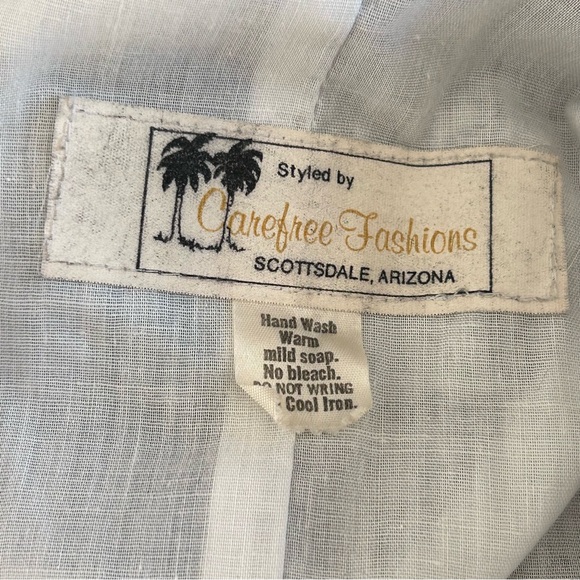 Styled by
Carefree Fashions
SCOTTSDALE, ARIZONA
Hand Wash
Warm
mild soap.
No bleach.
DO NOT WRING
Cool Iron.